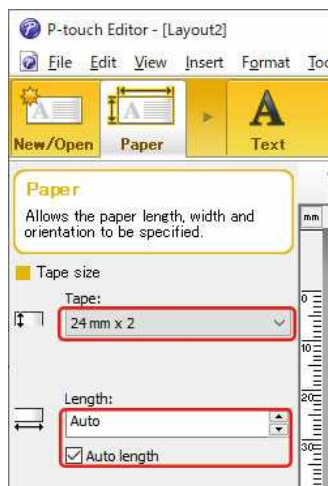 P-touch Editor - [Layout2]
File Edit View Insert Format
New/Open Paper A Text
Paper
Allows the paper length, width and
orientation to be specified.
mm
Tape size
Tape:
24 mm x 2
0
10
Length:
20
Auto
Auto length
30